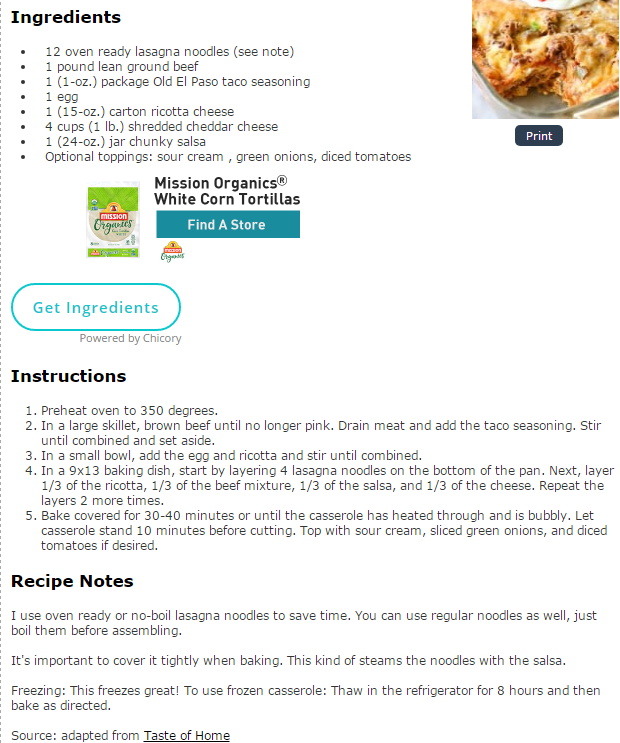 Ingredients
12 oven ready lasagna noodles (see note)
1 pound lean ground beef
1 (1-oz.) package Old El Paso taco seasoning
1 egg
1 (15-oz.) carton ricotta cheese
4 cups (1 lb.) shredded cheddar cheese
1 (24-oz.) jar chunky salsa
Optional toppings: sour cream , green onions, diced tomatoes
Print
Mission Organics®
White Corn Tortillas
Find A Store
MISSION
Organics
MISSION
Organics
Get Ingredients
Powered by Chicory
Instructions
1. Preheat oven to 350 degrees.
2. In a large skillet, brown beef until no longer pink. Drain meat and add the taco seasoning. Stir
until combined and set aside.
3. In a small bowl, add the egg and ricotta and stir until combined.
4. In a 9x13 baking dish, start by layering 4 lasagna noodles on the bottom of the pan. Next, layer
1/3 of the ricotta, 1/3 of the beef mixture, 1/3 of the salsa, and 1/3 of the cheese. Repeat the
layers 2 more times.
5. Bake covered for 30-40 minutes or until the casserole has heated through and is bubbly. Let
casserole stand 10 minutes before cutting. Top with sour cream, sliced green onions, and diced
tomatoes if desired.
Recipe Notes
I use oven ready or no-boil lasagna noodles to save time. You can use regular noodles as well, just
boil them before assembling.
It's important to cover it tightly when baking. This kind of steams the noodles with the salsa.
Freezing: This freezes great! To use frozen casserole: Thaw in the refrigerator for 8 hours and then
bake as directed.
Source: adapted from Taste of Home